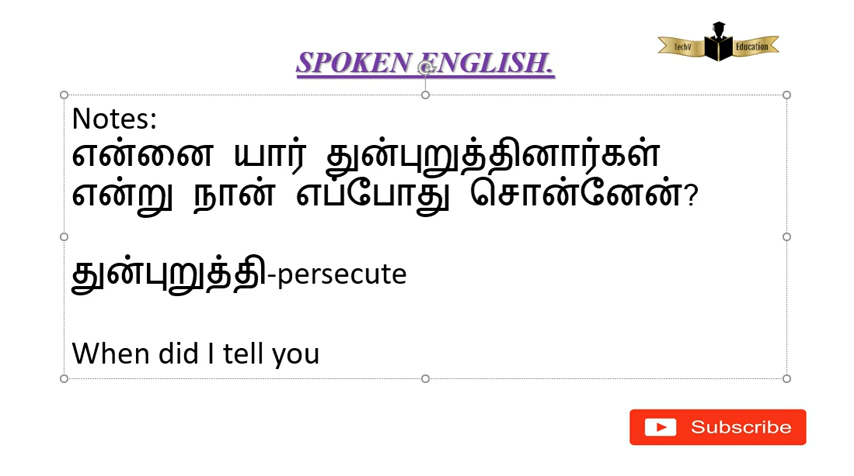 SPOKEN ENGLISH.
TechV Education
Notes:
என்னை யார் துன்புறுத்தினார்கள்
என்று நான் எப்போது சொன்னேன்?
துன்புறுத்தி-persecute
When did I tell you
Subscribe